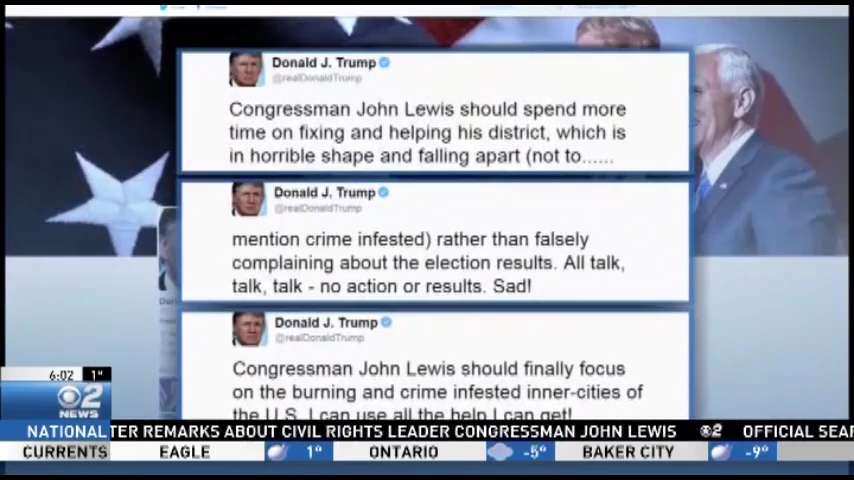 Donald J. Trump
@realDonaldTrump
Congressman John Lewis should spend more
time on fixing and helping his district, which is
in horrible shape and falling apart (not to......
Donald J. Trump
@realDonaldTrump
mention crime infested) rather than falsely
complaining about the election results. All talk,
talk, talk - no action or results. Sad!
Donald J. Trump
@realDonaldTrump
Congressman John Lewis should finally focus
on the burning and crime infested inner-cities of
the U.S. I can use all the help I can get!
6:02 1°
2
NEWS
NATIONAL TER REMARKS ABOUT CIVIL RIGHTS LEADER CONGRESSMAN JOHN LEWIS 2 OFFICIAL SEAR
CURRENTS EAGLE 1° ONTARIO -5° BAKER CITY -9°